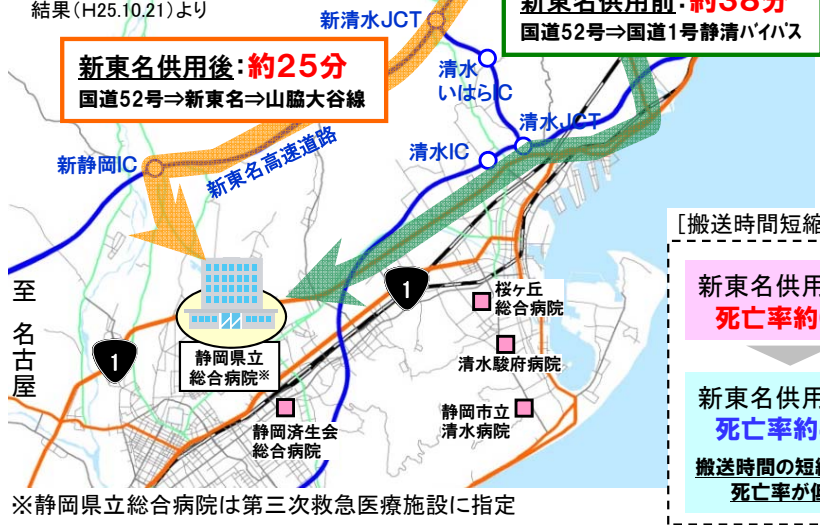 結果(H25.10.21)より
新東名供用後:約25分
国道52号⇒新東名⇒山脇大谷線
新東名供用前:約38分
国道52号⇒国道1号静清バイパス
新清水JCT
清水
いはらIC
清水JCT
清水IC
新静岡IC
新東名高速道路
至 名古屋
1
1
静岡県立
総合病院※
桜ヶ丘
総合病院
清水駿府病院
静岡市立
清水病院
静岡済生会
総合病院
[搬送時間短縮
新東名供用
死亡率約
新東名供用
死亡率約
搬送時間の短縮
死亡率が低
※静岡県立総合病院は第三次救急医療施設に指定